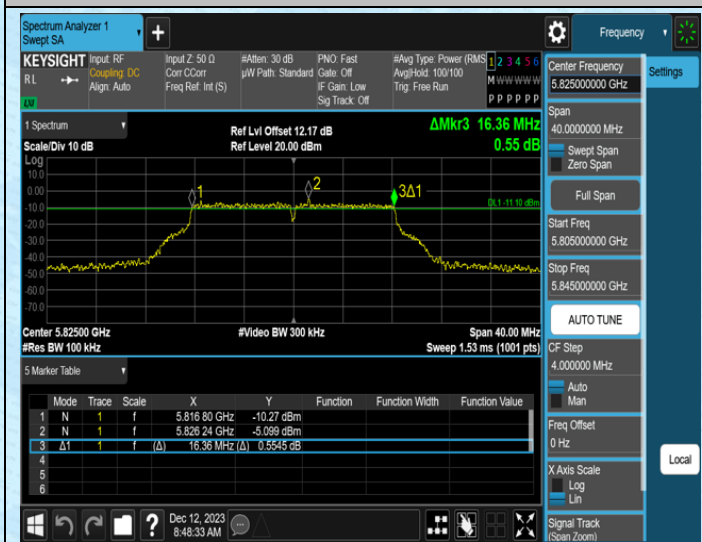 Spectrum Analyzer 1
Swept SA
+
Frequency
KEYSIGHT
R L
LXI
Input: RF
Coupling: DC
Align: Auto
Input Z: 50 Ω
Corr CCorr
Freq Ref: Int (S)
#Atten: 30 dB
µW Path: Standard
PNO: Fast
Gate: Off
IF Gain: Low
Sig Track: Off
#Avg Type: Power (RMS
Avg|Hold: 100/100
Trig: Free Run
1 2 3 4 5 6
M W W W W W
P P P P P P
Center Frequency
5.825000000 GHz
Settings
Span
40.0000000 MHz
Swept Span
Zero Span
Full Span
Start Freq
5.805000000 GHz
Stop Freq
5.845000000 GHz
AUTO TUNE
CF Step
4.000000 MHz
Auto
Man
Freq Offset
0 Hz
X Axis Scale
Log
Lin
Signal Track
(Span Zoom)
Local
1 Spectrum
Scale/Div 10 dB
Ref Lvl Offset 12.17 dB
Ref Level 20.00 dBm
ΔMkr3 16.36 MHz
0.55 dB
Log
10.0
0.00
-10.0
-20.0
-30.0
-40.0
-50.0
-60.0
-70.0
1
2
3Δ1
DL1 -11.10 dBm
Center 5.82500 GHz
#Video BW 300 kHz
Span 40.00 MHz
#Res BW 100 kHz
Sweep 1.53 ms (1001 pts)
5 Marker Table
Mode Trace Scale X Y Function Function Width Function Value
1 N 1 f 5.816 80 GHz -10.27 dBm
2 N 1 f 5.826 24 GHz -5.099 dBm
3 Δ1 1 f (Δ) 16.36 MHz (Δ) 0.5545 dB
4
5
6
?
Dec 12, 2023
8:48:33 AM